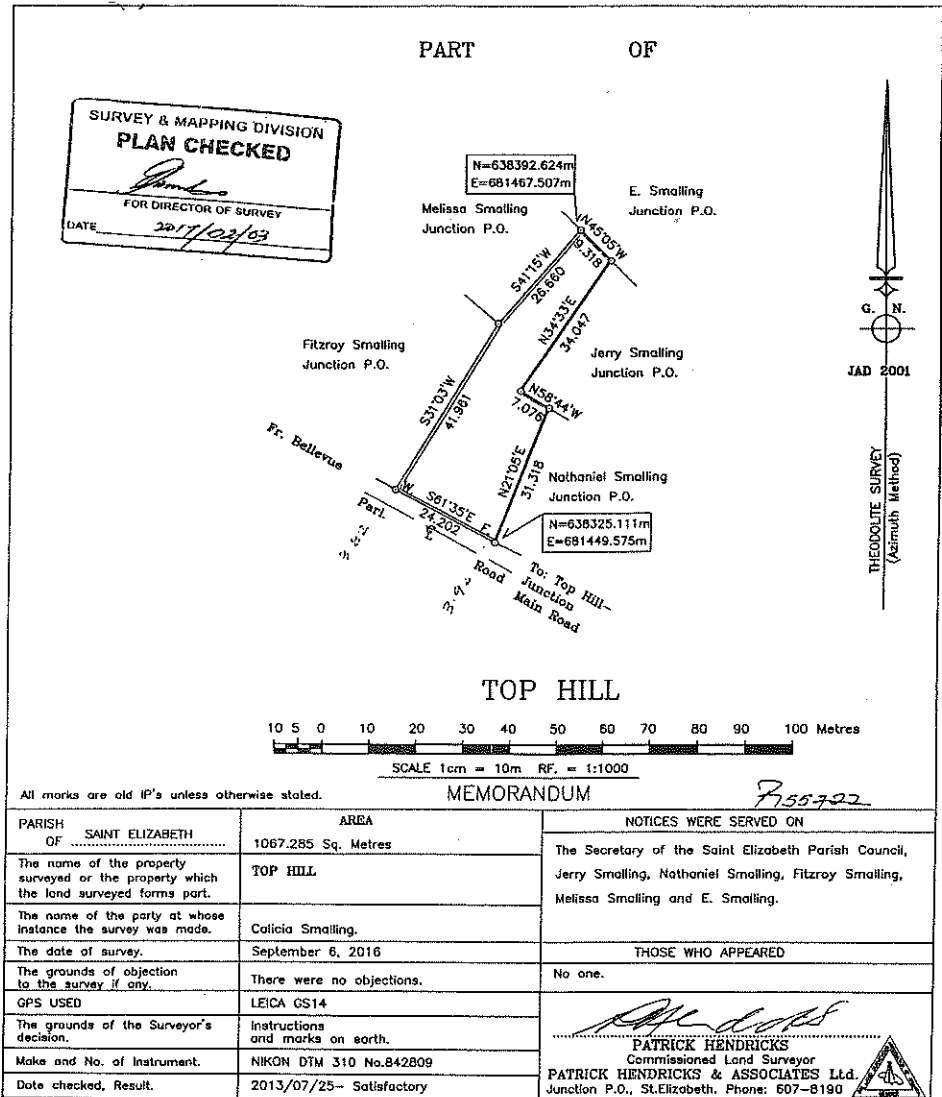 PART OF
SURVEY & MAPPING DIVISION
PLAN CHECKED
FOR DIRECTOR OF SURVEY
DATE 2017/02/03
N=638392.624m
E=681467.507m
E. Smalling
Junction P.O.
Melissa Smalling
Junction P.O.
N45°05'W
9.318
S41°15'W
26.660
N34°33'E
34.047
G. N.
JAD 2001
Fitzroy Smalling
Junction P.O.
Jerry Smalling
Junction P.O.
S31°03'W
41.981
N58°44'W
7.076
THEODOLITE SURVEY
(Azimuth Method)
Fr. Bellevue
N21°05'E
31.318
Nathaniel Smalling
Junction P.O.
W.
S61°35'E
24.202
E.
N=638325.111m
E=681449.575m
Parl.
Road
To: Top Hill-
Junction
Main Road
TOP HILL
10 5 0 10 20 30 40 50 60 70 80 90 100 Metres
SCALE 1cm = 10m RF. = 1:1000
All marks are old IP's unless otherwise stated.
MEMORANDUM
PARISH
OF SAINT ELIZABETH
AREA
1067.285 Sq. Metres
NOTICES WERE SERVED ON
The Secretary of the Saint Elizabeth Parish Council,
Jerry Smalling, Nathaniel Smalling, Fitzroy Smalling,
Melissa Smalling and E. Smalling.
The name of the property
surveyed or the property which
the land surveyed forms part.
TOP HILL
The name of the party at whose
instance the survey was made.
Calicia Smalling.
The date of survey.
September 6, 2016
THOSE WHO APPEARED
No one.
The grounds of objection
to the survey if any.
There were no objections.
GPS USED
LEICA GS14
The grounds of the Surveyor's
decision.
Instructions
and marks on earth.
Make and No. of Instrument.
NIKON DTM 310 No.842809
Date checked, Result.
2013/07/25- Satisfactory
PATRICK HENDRICKS
Commissioned Land Surveyor
PATRICK HENDRICKS & ASSOCIATES Ltd.
Junction P.O., St.Elizabeth. Phone: 607-8190